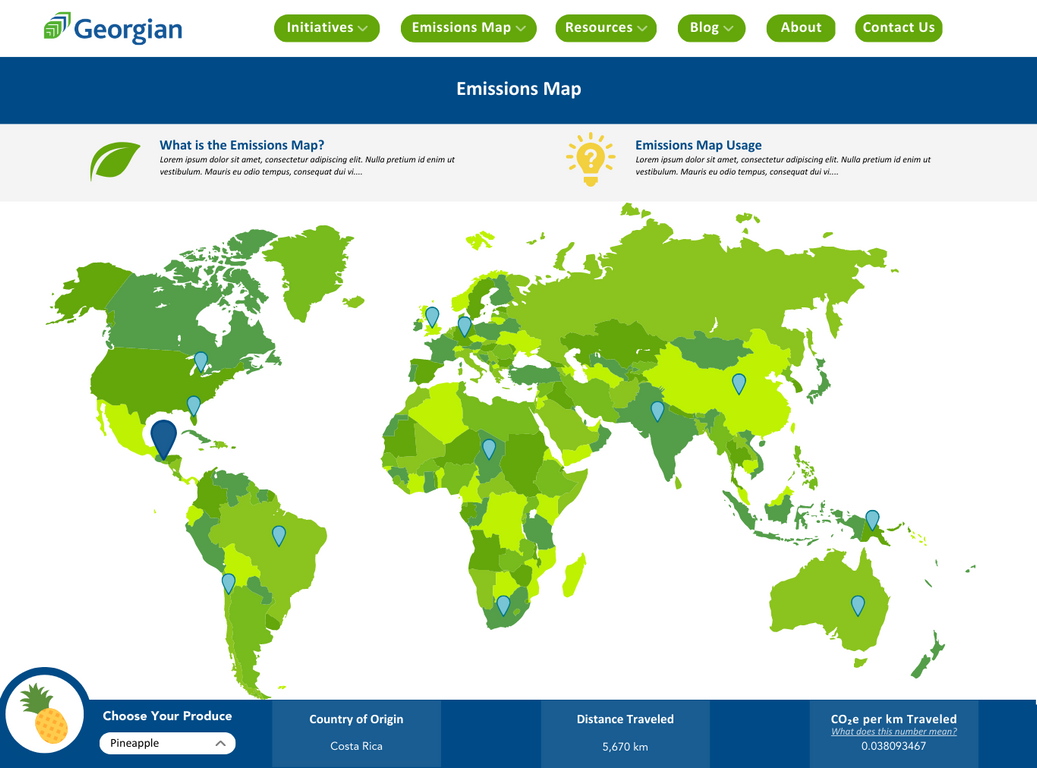 Georgian
Initiatives
Emissions Map
Resources
Blog
About
Contact Us
Emissions Map
What is the Emissions Map?
Lorem ipsum dolor sit amet, consectetur adipiscing elit. Nulla pretium id enim ut
vestibulum. Mauris eu odio tempus, consequat dui vi....
Emissions Map Usage
Lorem ipsum dolor sit amet, consectetur adipiscing elit. Nulla pretium id enim ut
vestibulum. Mauris eu odio tempus, consequat dui vi....
Choose Your Produce
Pineapple
Country of Origin
Costa Rica
Distance Traveled
5,670 km
CO₂e per km Traveled
What does this number mean?
0.038093467